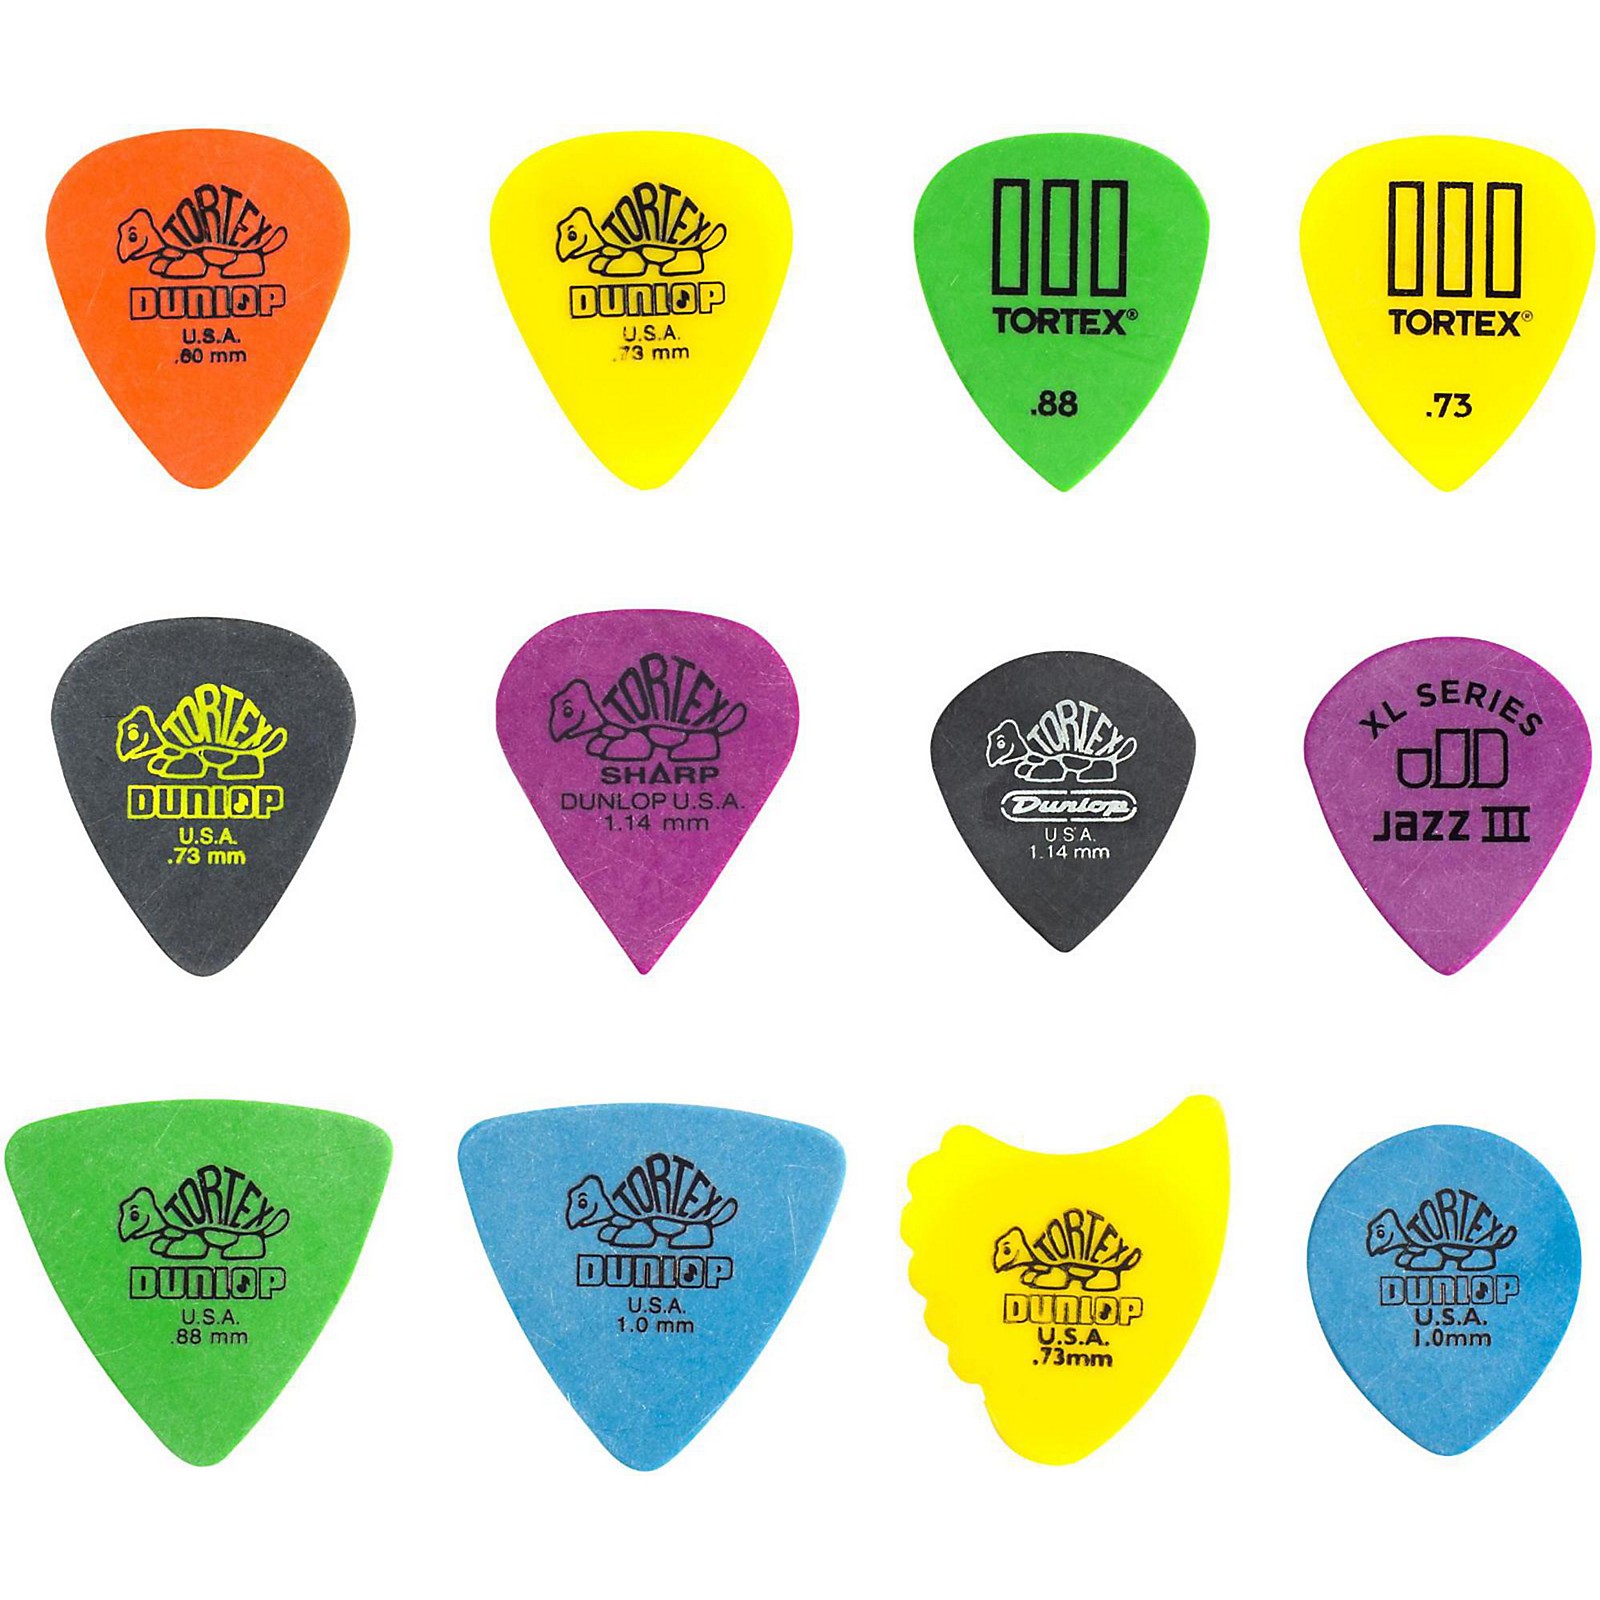 TORTEX
DUNLOP
U.S.A.
.60 mm
TORTEX
DUNLOP
U.S.A.
.73 mm
TORTEX®
.88
TORTEX®
.73
TORTEX
DUNLOP
U.S.A.
.73 mm
TORTEX
SHARP
DUNLOP U.S.A.
1.14 mm
TORTEX
Dunlop
U.S.A.
1.14 mm
XL SERIES
JAZZ III
TORTEX
DUNLOP
U.S.A.
.88 mm
TORTEX
DUNLOP
U.S.A.
1.0 mm
TORTEX
DUNLOP
U.S.A.
.73mm
TORTEX
DUNLOP
U.S.A.
1.0mm